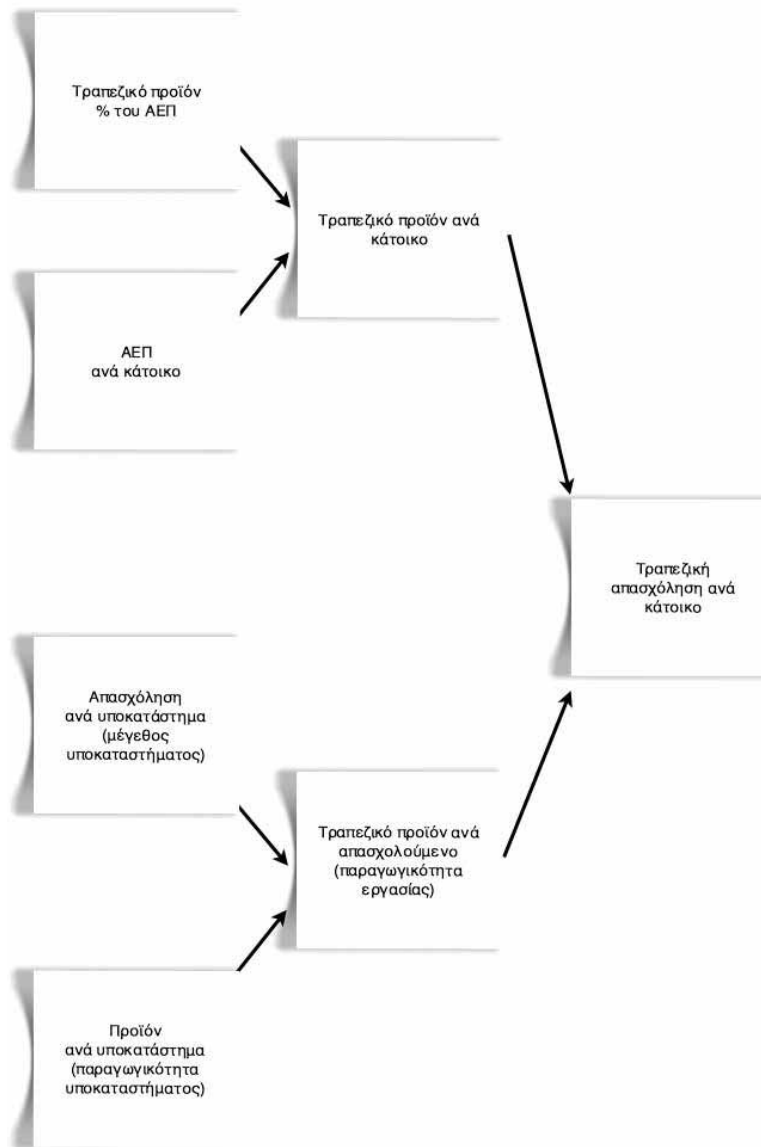 Τραπεζικό προϊόν
% του ΑΕΠ
Τραπεζικό προϊόν ανά
κάτοικο
ΑΕΠ
ανά κάτοικο
Τραπεζική
απασχόληση ανά
κάτοικο
Απασχόληση
ανά υποκατάστημα
(μέγεθος
υποκαταστήματος)
Τραπεζικό προϊόν ανά
απασχολούμενο
(παραγωγικότητα
εργασίας)
Προϊόν
ανά υποκατάστημα
(παραγωγικότητα
υποκαταστήματος)